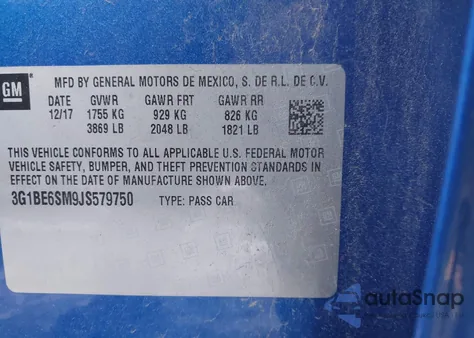 GM
MFD BY GENERAL MOTORS DE MEXICO, S. DE R.L. DE C.V.
DATE GVWR GAWR FRT GAWR RR
12/17 1755 KG 929 KG 826 KG
3869 LB 2048 LB 1821 LB
THIS VEHICLE CONFORMS TO ALL APPLICABLE U.S. FEDERAL MOTOR
VEHICLE SAFETY, BUMPER, AND THEFT PREVENTION STANDARDS IN
EFFECT ON THE DATE OF MANUFACTURE SHOWN ABOVE.
3G1BE6SM9JS579750 TYPE: PASS CAR
autoSnap